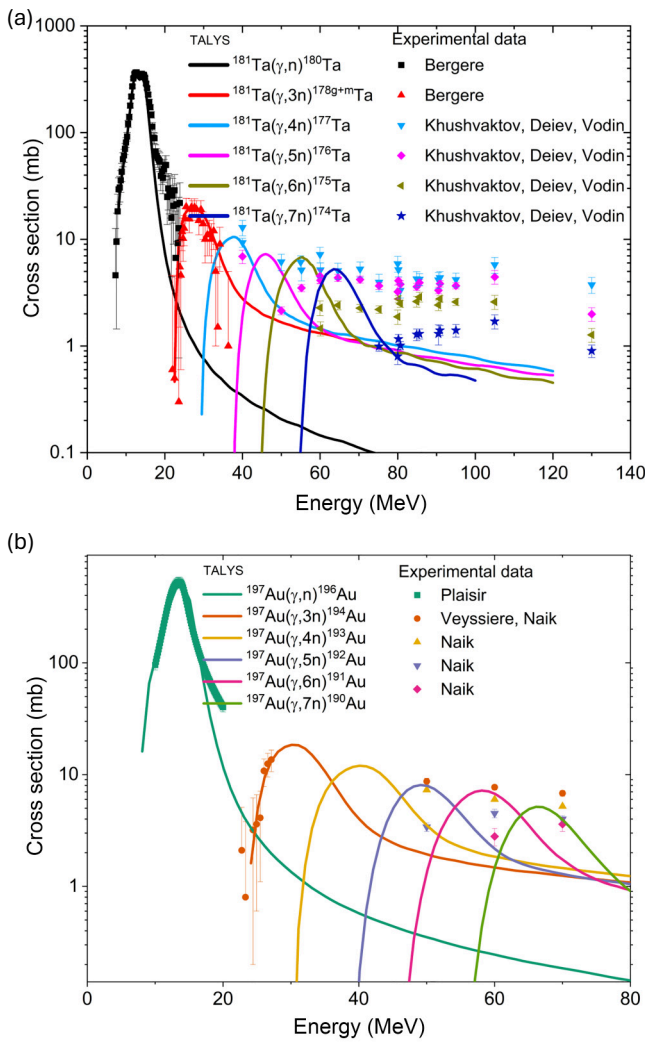 (a)
1000
100
10
1
0.1
Cross section (mb)
TALYS Experimental data
¹⁸¹Ta(γ,n)¹⁸⁰Ta Bergere
¹⁸¹Ta(γ,3n)¹⁷⁸ᵍ⁺ᵐTa Bergere
¹⁸¹Ta(γ,4n)¹⁷⁷Ta Khushvaktov, Deiev, Vodin
¹⁸¹Ta(γ,5n)¹⁷⁶Ta Khushvaktov, Deiev, Vodin
¹⁸¹Ta(γ,6n)¹⁷⁵Ta Khushvaktov, Deiev, Vodin
¹⁸¹Ta(γ,7n)¹⁷⁴Ta Khushvaktov, Deiev, Vodin
0 20 40 60 80 100 120 140
Energy (MeV)
(b)
100
10
1
Cross section (mb)
TALYS Experimental data
¹⁹⁷Au(γ,n)¹⁹⁶Au Plaisir
¹⁹⁷Au(γ,3n)¹⁹⁴Au Veyssiere, Naik
¹⁹⁷Au(γ,4n)¹⁹³Au Naik
¹⁹⁷Au(γ,5n)¹⁹²Au Naik
¹⁹⁷Au(γ,6n)¹⁹¹Au Naik
¹⁹⁷Au(γ,7n)¹⁹⁰Au
0 20 40 60 80
Energy (MeV)